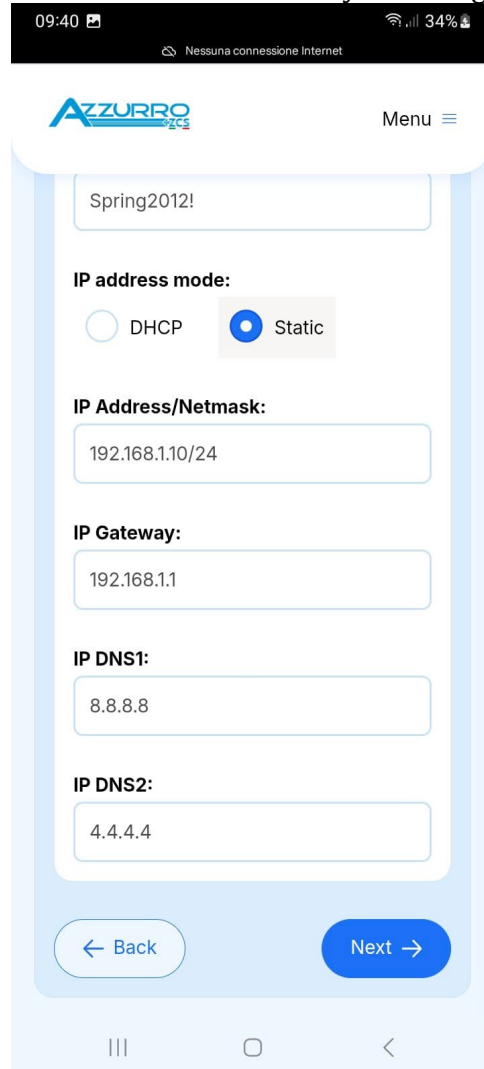 09:40 34%
Nessuna connessione Internet
AZZURRO
ZCS
Menu
Spring2012!
IP address mode:
DHCP Static
IP Address/Netmask:
192.168.1.10/24
IP Gateway:
192.168.1.1
IP DNS1:
8.8.8.8
IP DNS2:
4.4.4.4
← Back Next →